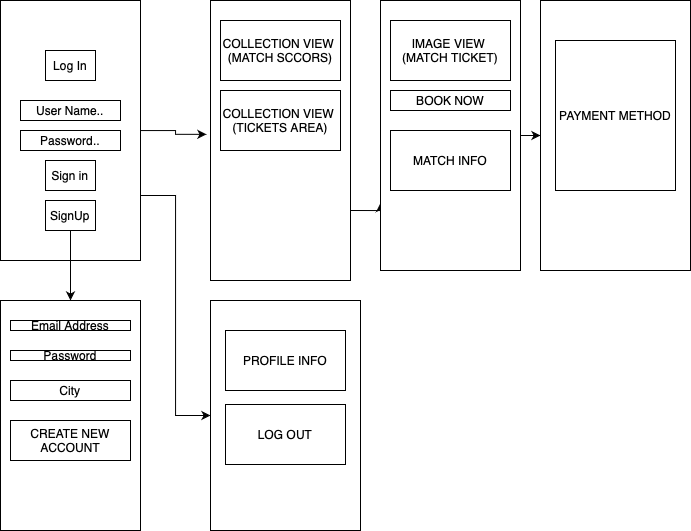 Log In
User Name..
Password..
Sign in
SignUp
COLLECTION VIEW
(MATCH SCCORS)
COLLECTION VIEW
(TICKETS AREA)
IMAGE VIEW
(MATCH TICKET)
BOOK NOW
MATCH INFO
PAYMENT METHOD
Email Address
Password
City
CREATE NEW
ACCOUNT
PROFILE INFO
LOG OUT